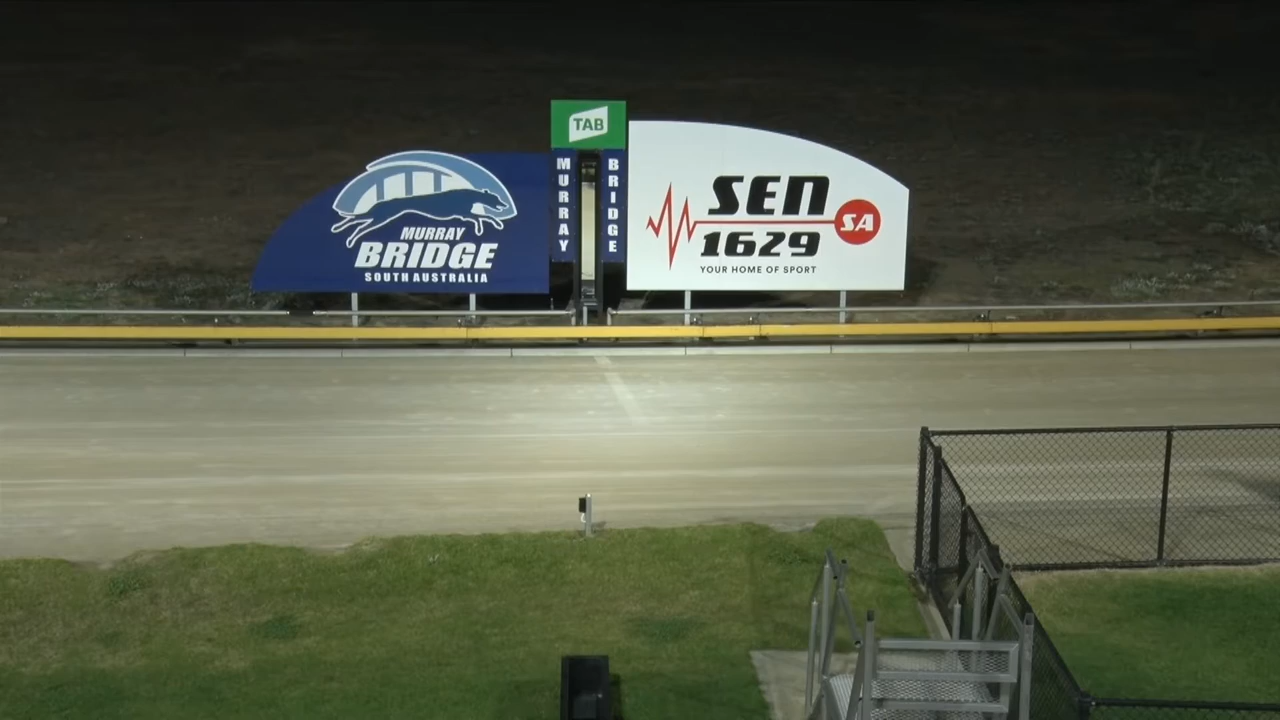 TAB
MURRAY
BRIDGE
MURRAY
BRIDGE
SOUTH AUSTRALIA
SEN
SA
1629
YOUR HOME OF SPORT